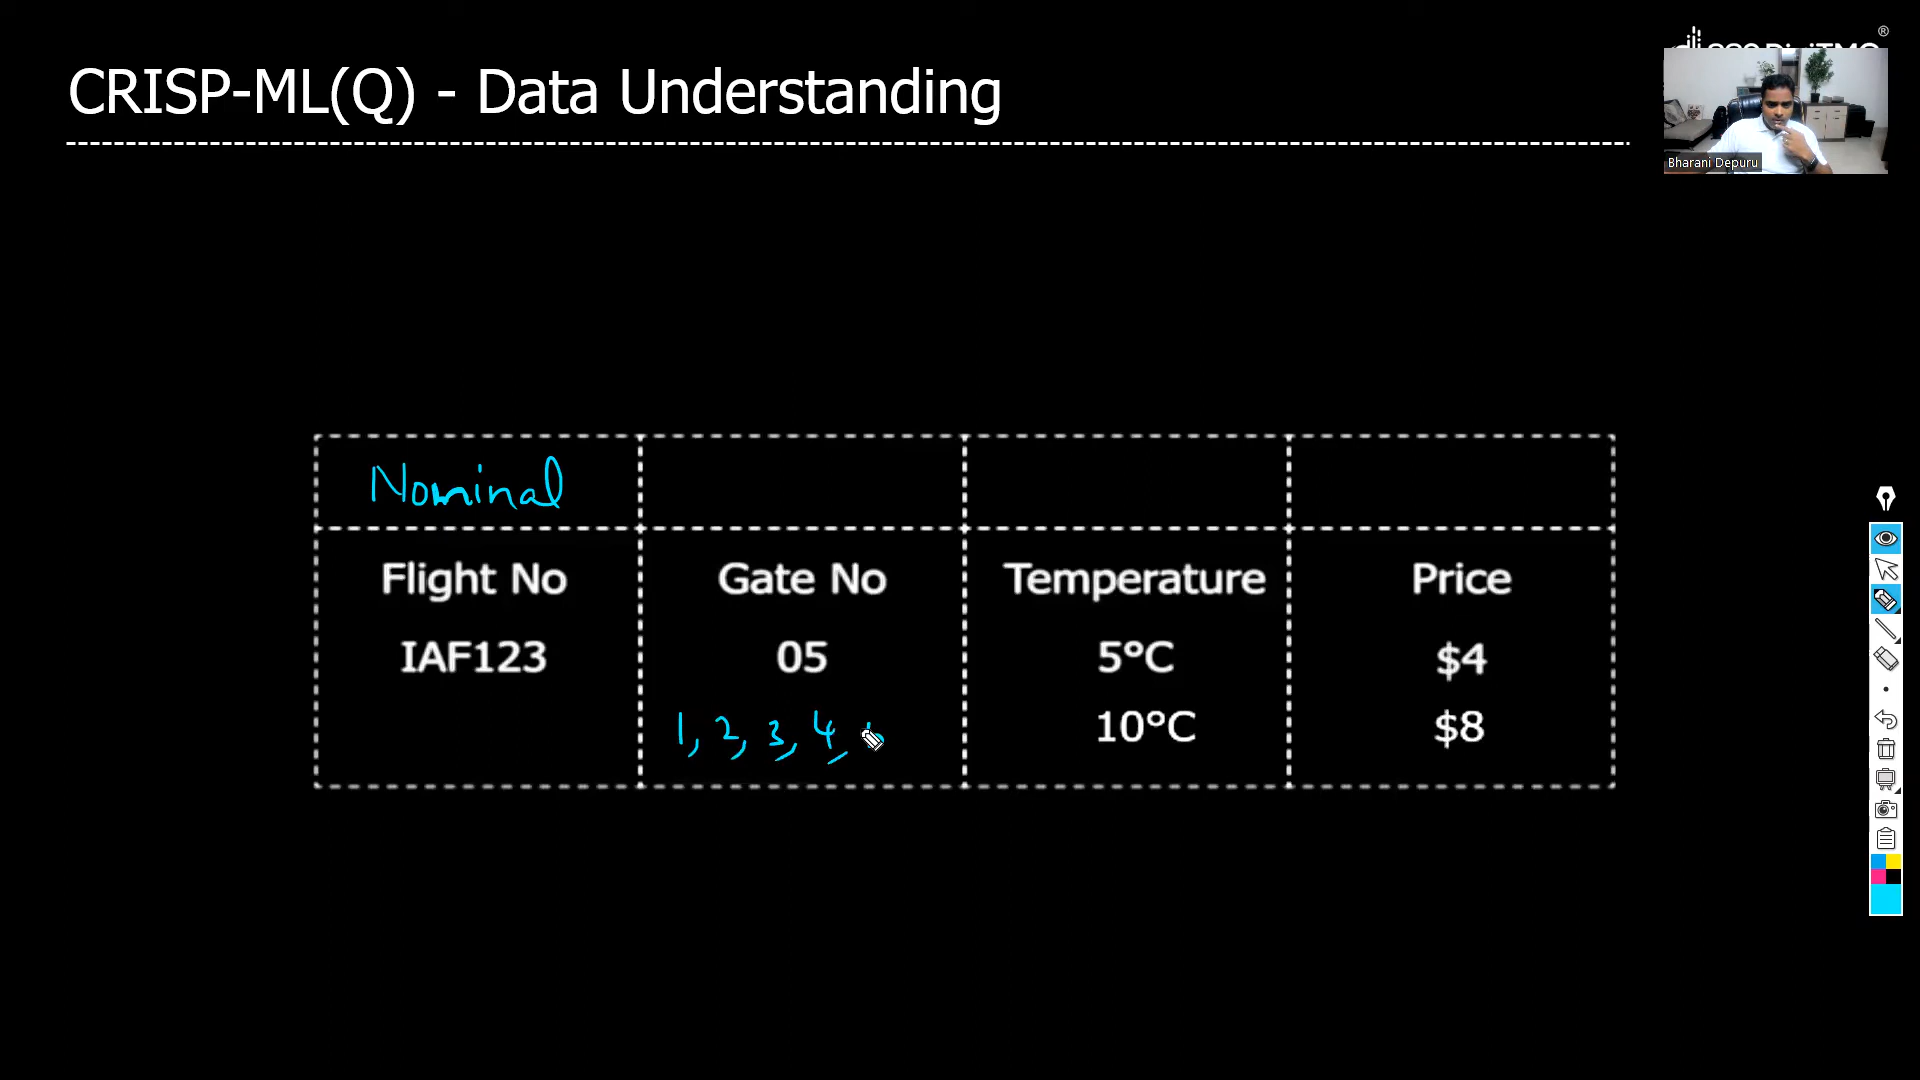 CRISP-ML(Q) - Data Understanding
®
Bharani Depuru
Nominal
Flight No Gate No Temperature Price
IAF123 05 5°C $4
1, 2, 3, 4 10°C $8